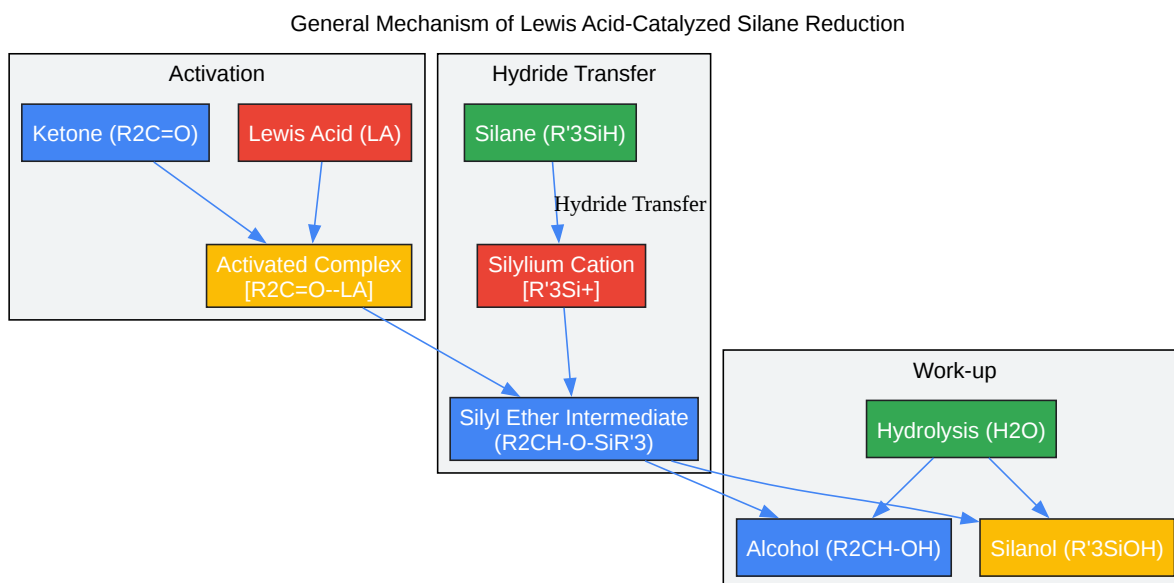 General Mechanism of Lewis Acid-Catalyzed Silane Reduction
Activation
Ketone (R2C=O)
Lewis Acid (LA)
Activated Complex
[R2C=O--LA]
Hydride Transfer
Silane (R'3SiH)
Hydride Transfer
Silylium Cation
[R'3Si+]
Silyl Ether Intermediate
(R2CH-O-SiR'3)
Work-up
Hydrolysis (H2O)
Alcohol (R2CH-OH)
Silanol (R'3SiOH)